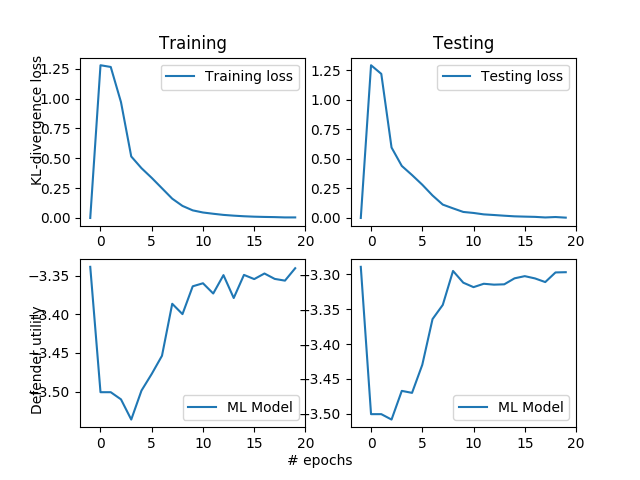 Training
Testing
KL-divergence loss
1.25
1.00
0.75
0.50
0.25
0.00
Training loss
0 5 10 15 20
1.25
1.00
0.75
0.50
0.25
0.00
Testing loss
0 5 10 15 20
Defender utility
−3.35
−3.40
−3.45
−3.50
ML Model
0 5 10 15 20
−3.30
−3.35
−3.40
−3.45
−3.50
ML Model
0 5 10 15 20
# epochs